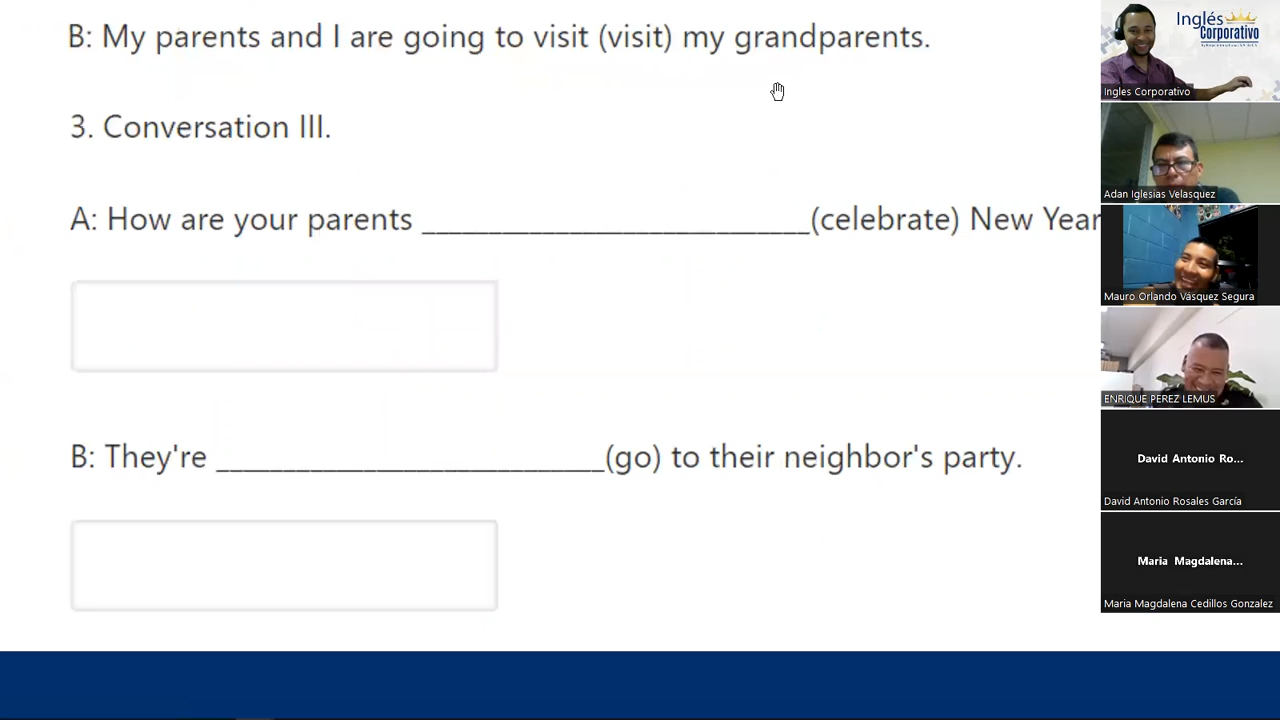 B: My parents and I are going to visit (visit) my grandparents.
3. Conversation III.
A: How are your parents ____________________________(celebrate) New Year
B: They're ____________________________(go) to their neighbor's party.
Inglés
Corporativo
Ingles Corporativo
Adan Iglesias Velasquez
Mauro Orlando Vásquez Segura
ENRIQUE PEREZ LEMUS
David Antonio Ro...
David Antonio Rosales García
Maria Magdalena...
Maria Magdalena Cedillos Gonzalez